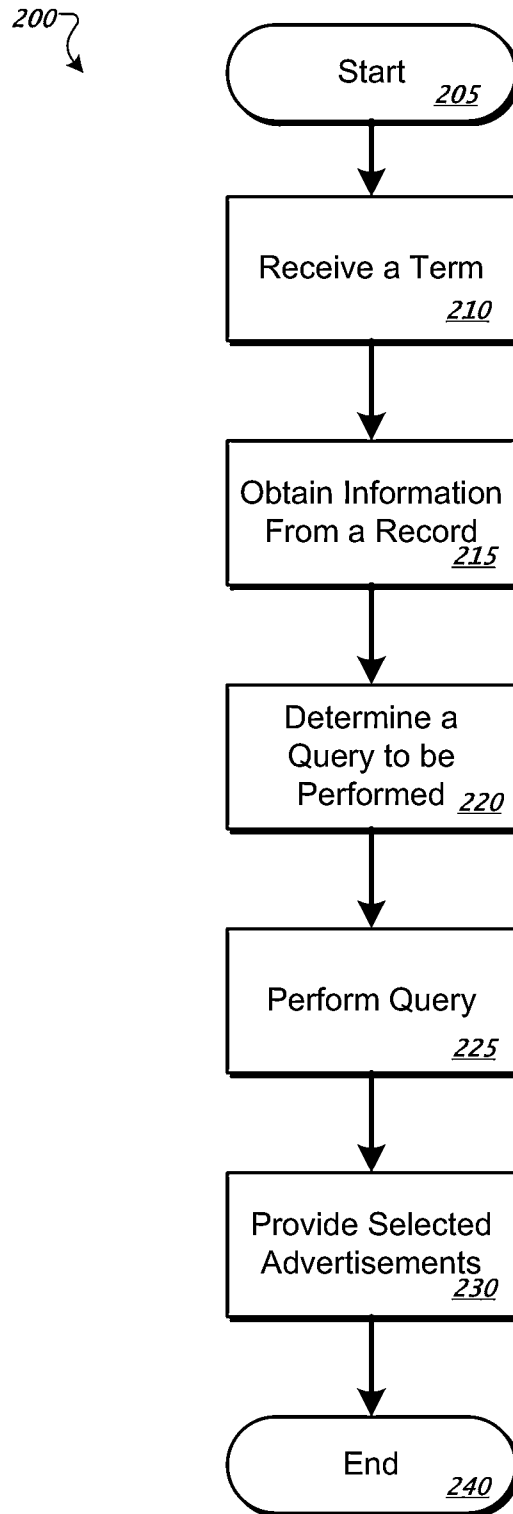 200
Start
205
Receive a Term
210
Obtain Information
From a Record
215
Determine a
Query to be
Performed
220
Perform Query
225
Provide Selected
Advertisements
230
End
240